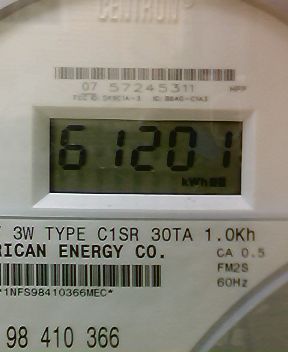 CENTRON®
07 57245311
61201
kWh
3W TYPE C1SR 30TA 1.0Kh
RICAN ENERGY CO. CA 0.5
FM2S
*1NFS98410366MEC* 60Hz
98 410 366